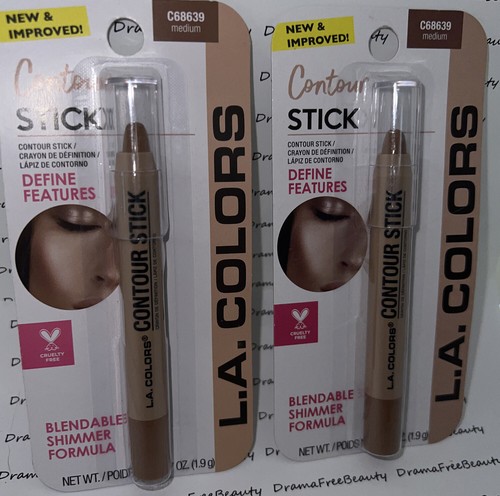 NEW &
IMPROVED!
C68639
medium
Contour
STICK
CONTOUR STICK /
CRAYON DE DÉFINITION /
LÁPIZ DE CONTORNO
DEFINE
FEATURES
CRUELTY
FREE
BLENDABLE
SHIMMER
FORMULA
NET WT. / POIDS
OZ. (1.9 g)
L.A. COLORS® CONTOUR STICK
L.A. COLORS
NEW &
IMPROVED!
C68639
medium
Contour
STICK
CONTOUR STICK /
CRAYON DE DÉFINITION /
LÁPIZ DE CONTORNO
DEFINE
FEATURES
CRUELTY
FREE
BLENDABLE
SHIMMER
FORMULA
NET WT. / POIDS
(1.9 g)
L.A. COLORS® CONTOUR STICK
L.A. COLORS
DramaFreeBeauty
DramaFreeBeauty